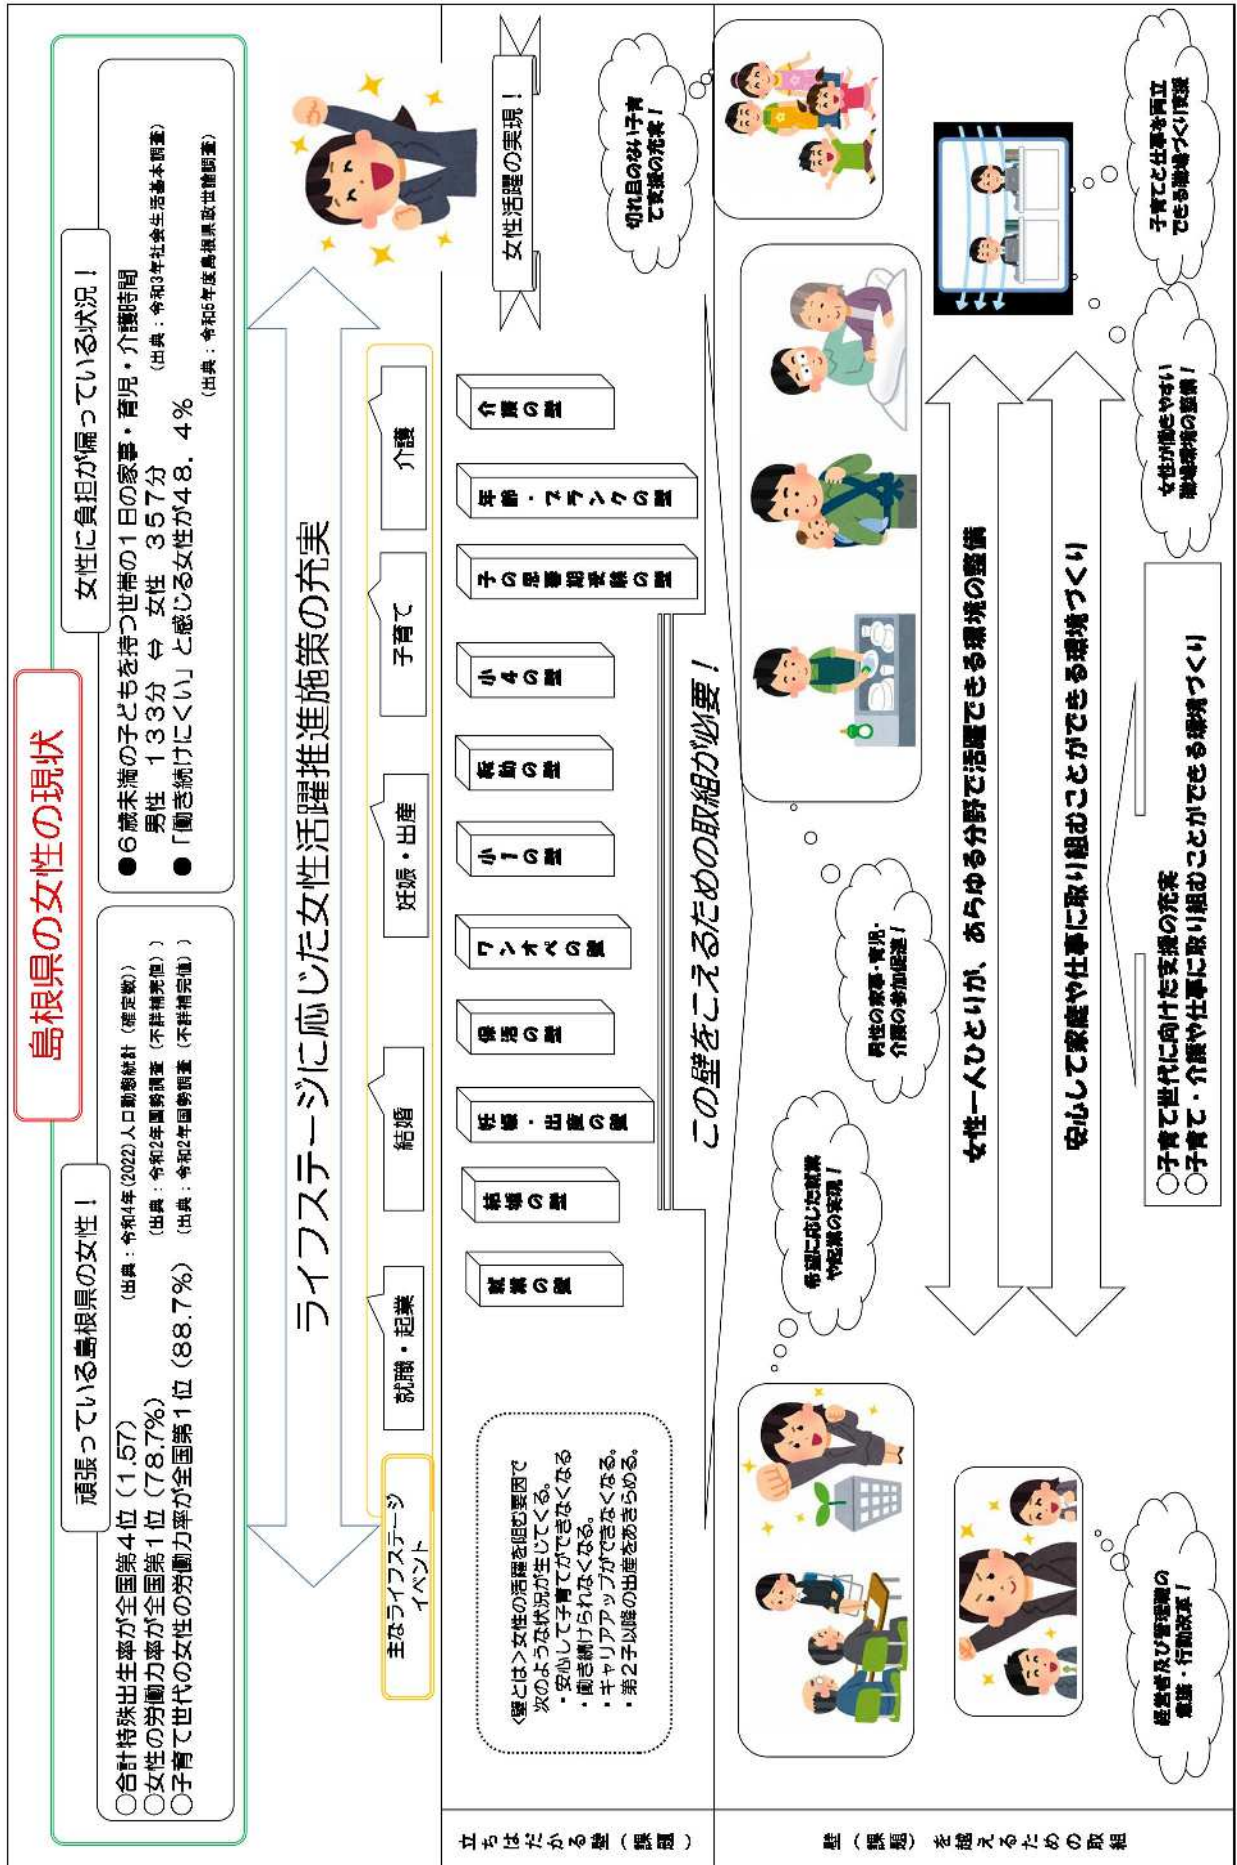 島根県の女性の現状
頑張っている島根県の女性！
○合計特殊出生率が全国第４位（１．５７）
（出典：令和4年(2022)人口動態統計（確定数））
○女性の労働力率が全国第１位（７８．７％）
（出典：令和2年国勢調査（不詳補完値））
○子育て世代の女性の労働力率が全国第１位（８８．７％）
（出典：令和2年国勢調査（不詳補完値））
女性に負担が偏っている状況！
●６歳未満の子どもを持つ世帯の１日の家事・育児・介護時間
男性　１３３分　⇔　女性　３５７分
（出典：令和3年社会生活基本調査）
●「働き続けにくい」と感じる女性が４８．４％
（出典：令和5年度島根県政世論調査）
ライフステージに応じた女性活躍推進施策の充実
主なライフステージ
イベント
就職・起業
結婚
妊娠・出産
子育て
介護
立ちはだかる壁（課題）
<壁とは>女性の活躍を阻む要因で
次のような状況が生じてくる。
・安心して子育てができなくなる
・働き続けられなくなる。
・キャリアアップができなくなる。
・第２子以降の出産をあきらめる。
就業の壁
結婚の壁
妊娠・出産の壁
保活の壁
ワンオペの壁
小１の壁
転勤の壁
小４の壁
子の思春期受験の壁
年齢・ブランクの壁
介護の壁
女性活躍の実現！
この壁をこえるための取組が必要！
切れ目のない子育
て支援の充実！
壁（課題）を越えるための取組
希望に応じた就業
や起業の実現！
男性の家事・育児・
介護の参加促進！
女性一人ひとりが、あらゆる分野で活躍できる環境の整備
安心して家庭や仕事に取り組むことができる環境づくり
経営者及び管理職の
意識・行動改革！
○子育て世代に向けた支援の充実
○子育て・介護や仕事に取り組むことができる環境づくり
女性が働きやすい
職場環境の整備！
子育てと仕事を両立
できる職場づくり支援